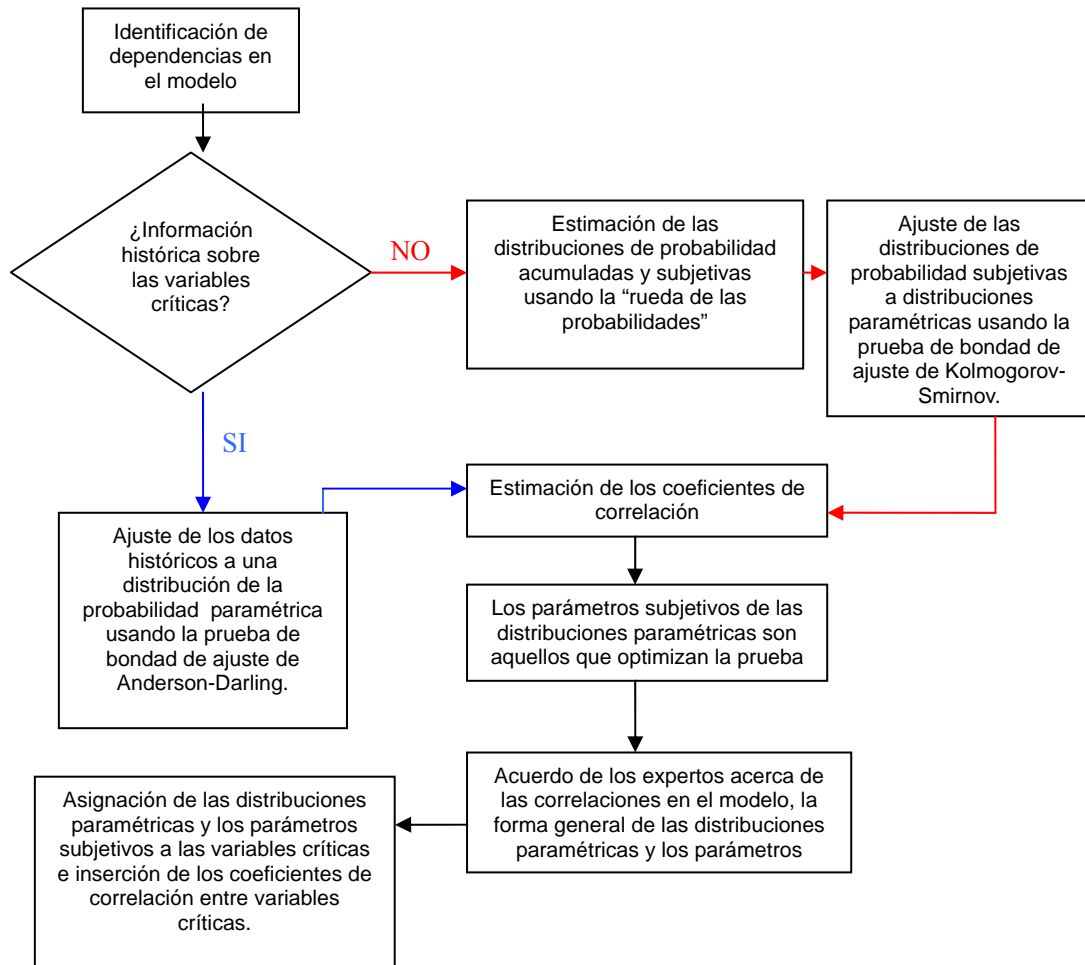 Identificación de
dependencias en
el modelo
¿Información
histórica sobre
las variables
críticas?
NO
Estimación de las
distribuciones de probabilidad
acumuladas y subjetivas
usando la “rueda de las
probabilidades”
Ajuste de las
distribuciones de
probabilidad subjetivas
a distribuciones
paramétricas usando la
prueba de bondad de
ajuste de Kolmogorov-
Smirnov.
SI
Ajuste de los datos
históricos a una
distribución de la
probabilidad paramétrica
usando la prueba de
bondad de ajuste de
Anderson-Darling.
Estimación de los coeficientes de
correlación
Los parámetros subjetivos de las
distribuciones paramétricas son
aquellos que optimizan la prueba
Acuerdo de los expertos acerca de
las correlaciones en el modelo, la
forma general de las distribuciones
paramétricas y los parámetros
Asignación de las distribuciones
paramétricas y los parámetros
subjetivos a las variables críticas
e inserción de los coeficientes de
correlación entre variables
críticas.